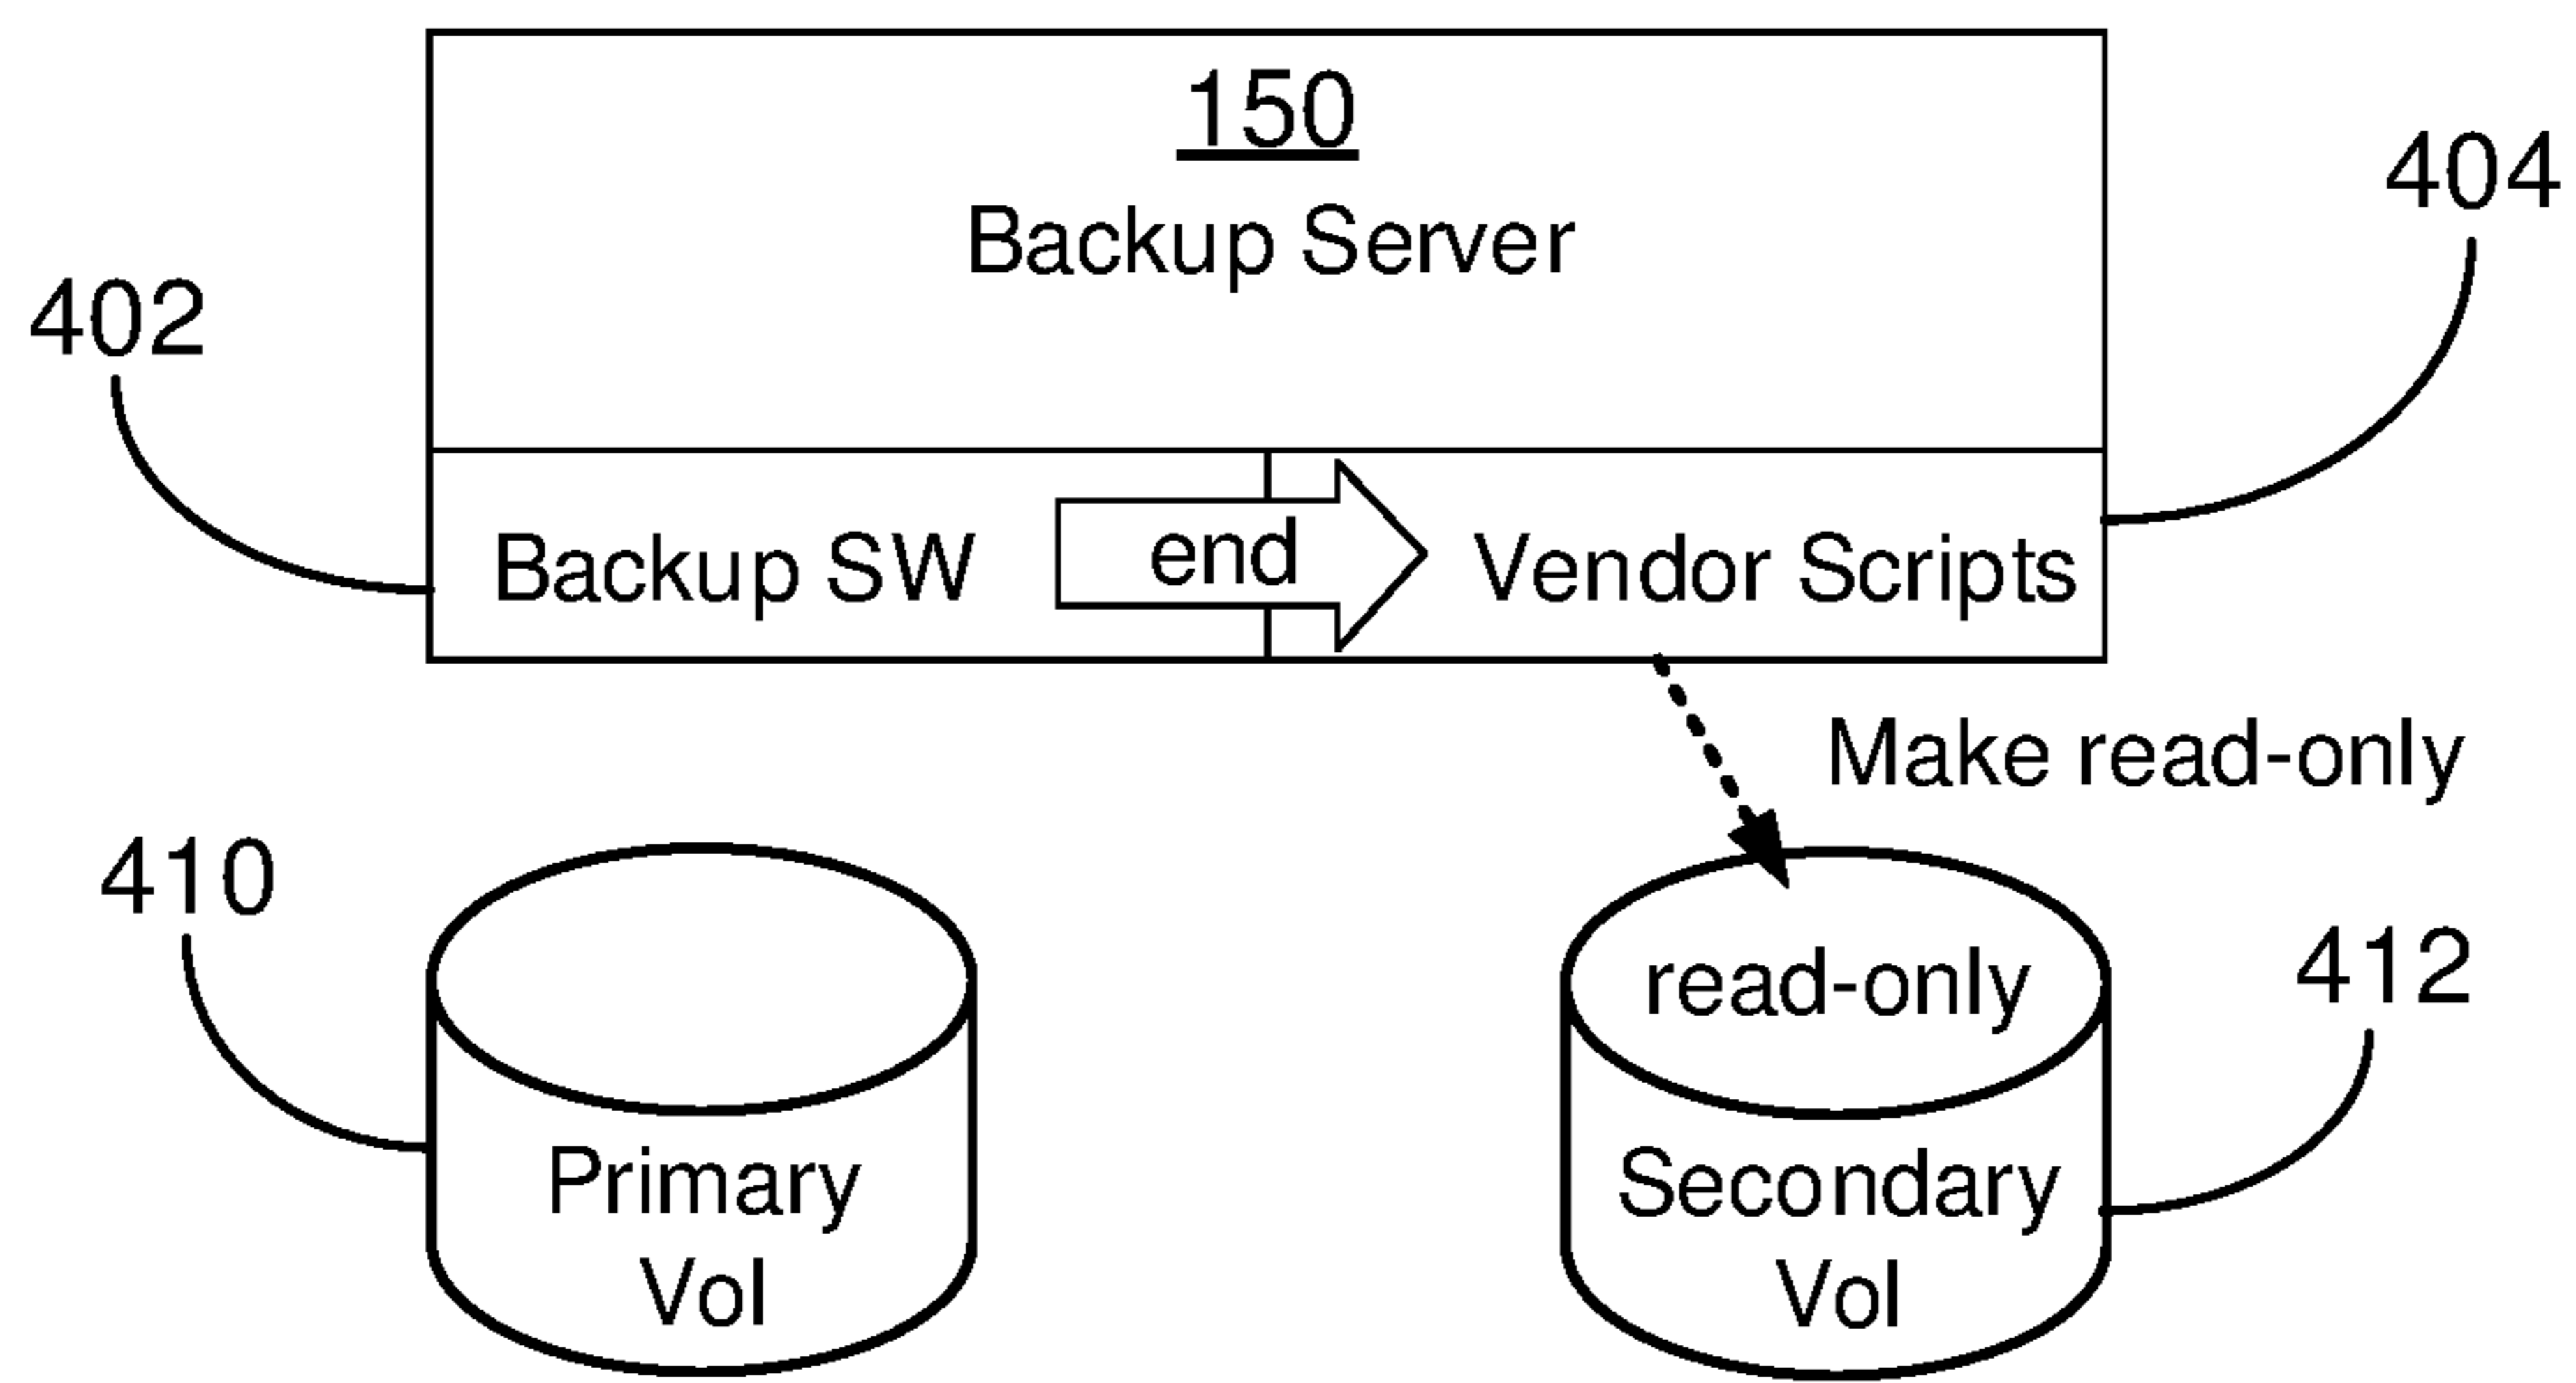 150
Backup Server
404
402
Backup SW
end
Vendor Scripts
Make read-only
410
read-only
412
Primary
Vol
Secondary
Vol